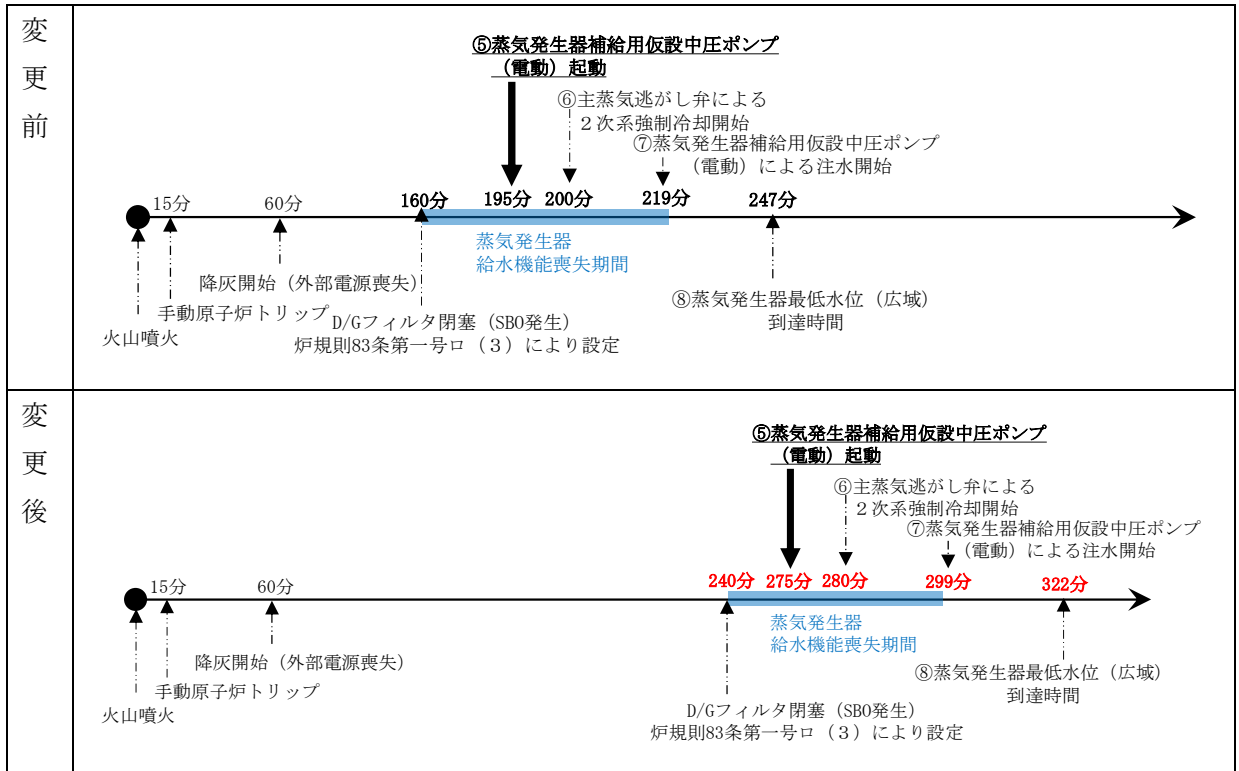 変
更
前
⑤蒸気発生器補給用仮設中圧ポンプ
（電動）起動
⑥主蒸気逃がし弁による
２次系強制冷却開始
⑦蒸気発生器補給用仮設中圧ポンプ
（電動）による注水開始
15分
60分
160分
195分
200分
219分
247分
蒸気発生器
給水機能喪失期間
降灰開始（外部電源喪失）
手動原子炉トリップ
火山噴火
D/Gフィルタ閉塞（SBO発生）
炉規則83条第一号ロ（３）により設定
⑧蒸気発生器最低水位（広域）
到達時間
変
更
後
⑤蒸気発生器補給用仮設中圧ポンプ
（電動）起動
⑥主蒸気逃がし弁による
２次系強制冷却開始
⑦蒸気発生器補給用仮設中圧ポンプ
（電動）による注水開始
15分
60分
240分
275分
280分
299分
322分
蒸気発生器
給水機能喪失期間
降灰開始（外部電源喪失）
手動原子炉トリップ
火山噴火
D/Gフィルタ閉塞（SBO発生）
炉規則83条第一号ロ（３）により設定
⑧蒸気発生器最低水位（広域）
到達時間